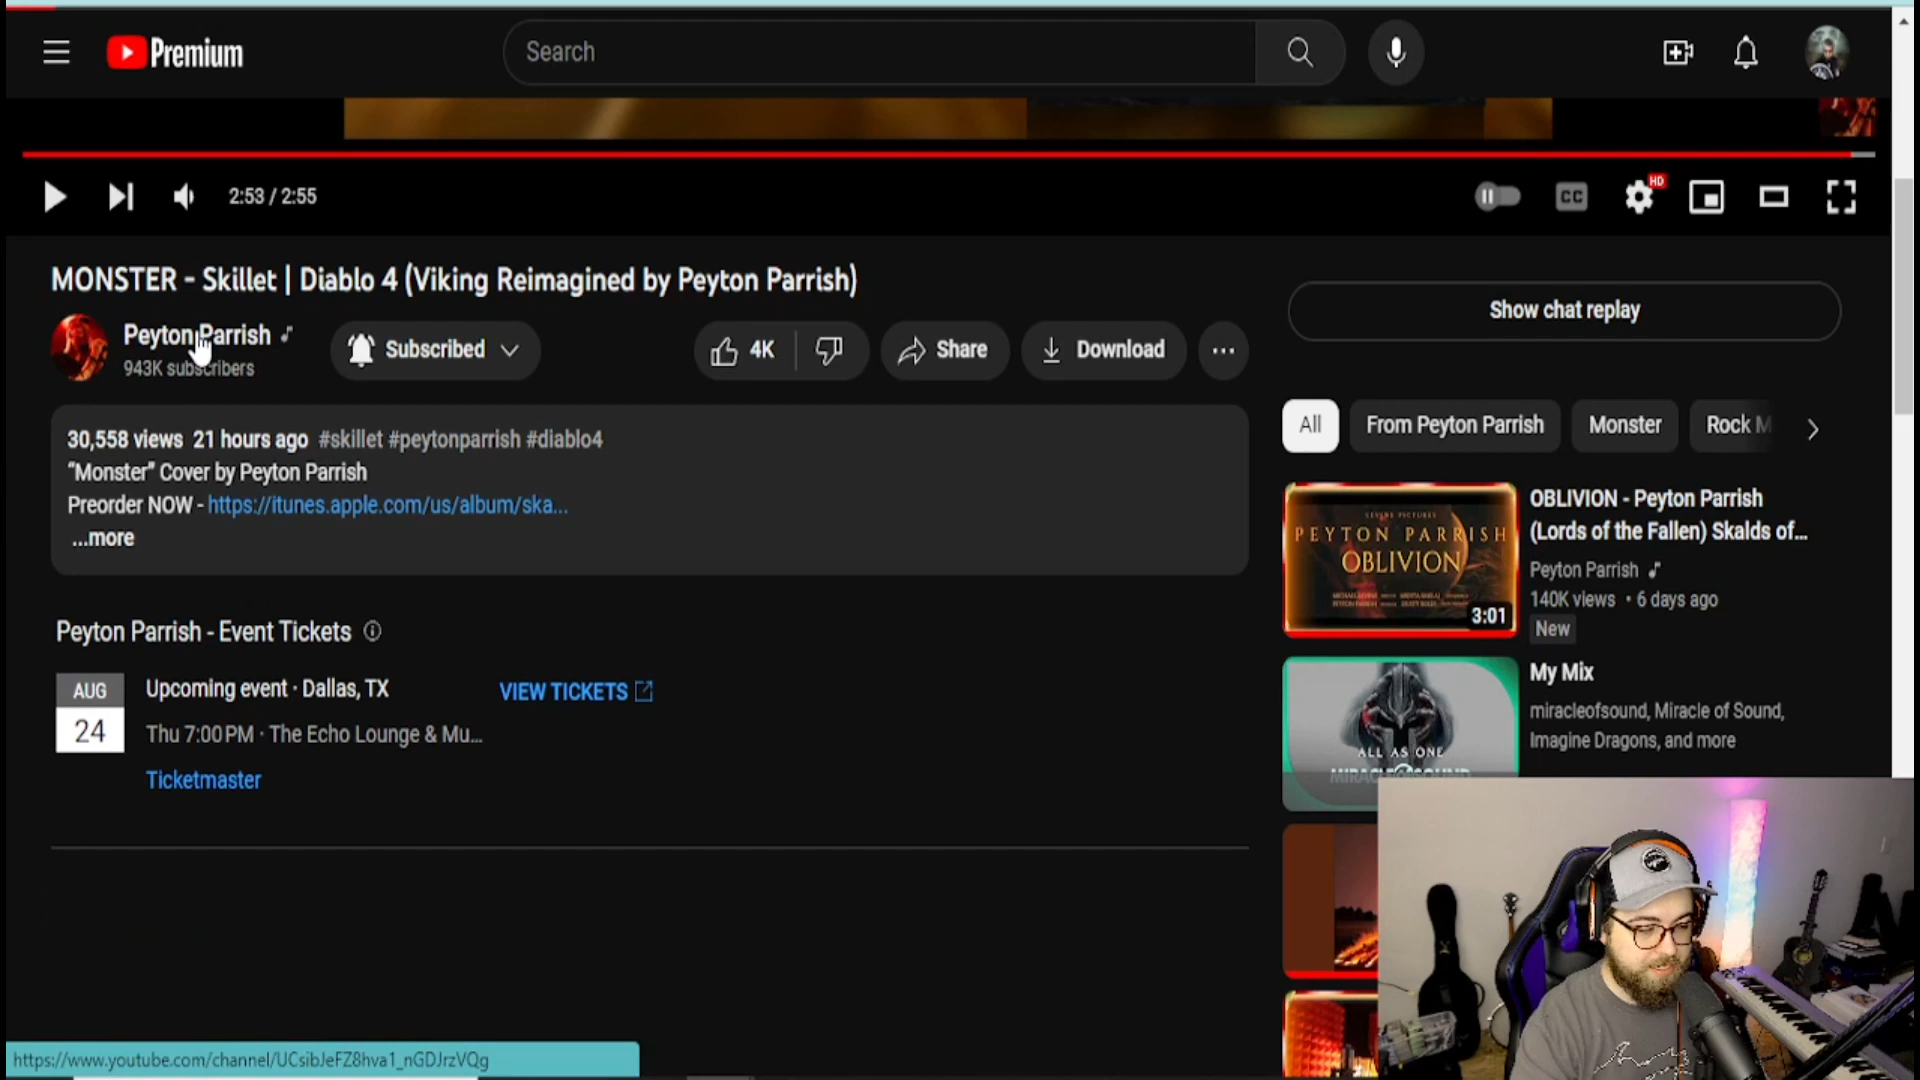 Premium
Search
HD
2:53 / 2:55
CC
MONSTER - Skillet | Diablo 4 (Viking Reimagined by Peyton Parrish)
Peyton Parrish
943K subscribers
Subscribed
4K
Share
Download
30,558 views 21 hours ago #skillet #peytonparrish #diablo4
"Monster" Cover by Peyton Parrish
Preorder NOW - https://itunes.apple.com/us/album/ska...
...more
Peyton Parrish - Event Tickets
AUG
24
Upcoming event · Dallas, TX
Thu 7:00 PM · The Echo Lounge & Mu...
Ticketmaster
VIEW TICKETS
Show chat replay
All
From Peyton Parrish
Monster
Rock M
PEYTON PARRISH
OBLIVION
3:01
OBLIVION - Peyton Parrish
(Lords of the Fallen) Skalds of...
Peyton Parrish
140K views • 6 days ago
New
ALL AS ONE
MIRACLEOFSOUND
My Mix
miracleofsound, Miracle of Sound,
Imagine Dragons, and more
https://www.youtube.com/channel/UCsibJeFZ8hva1_nGDJrzVQg